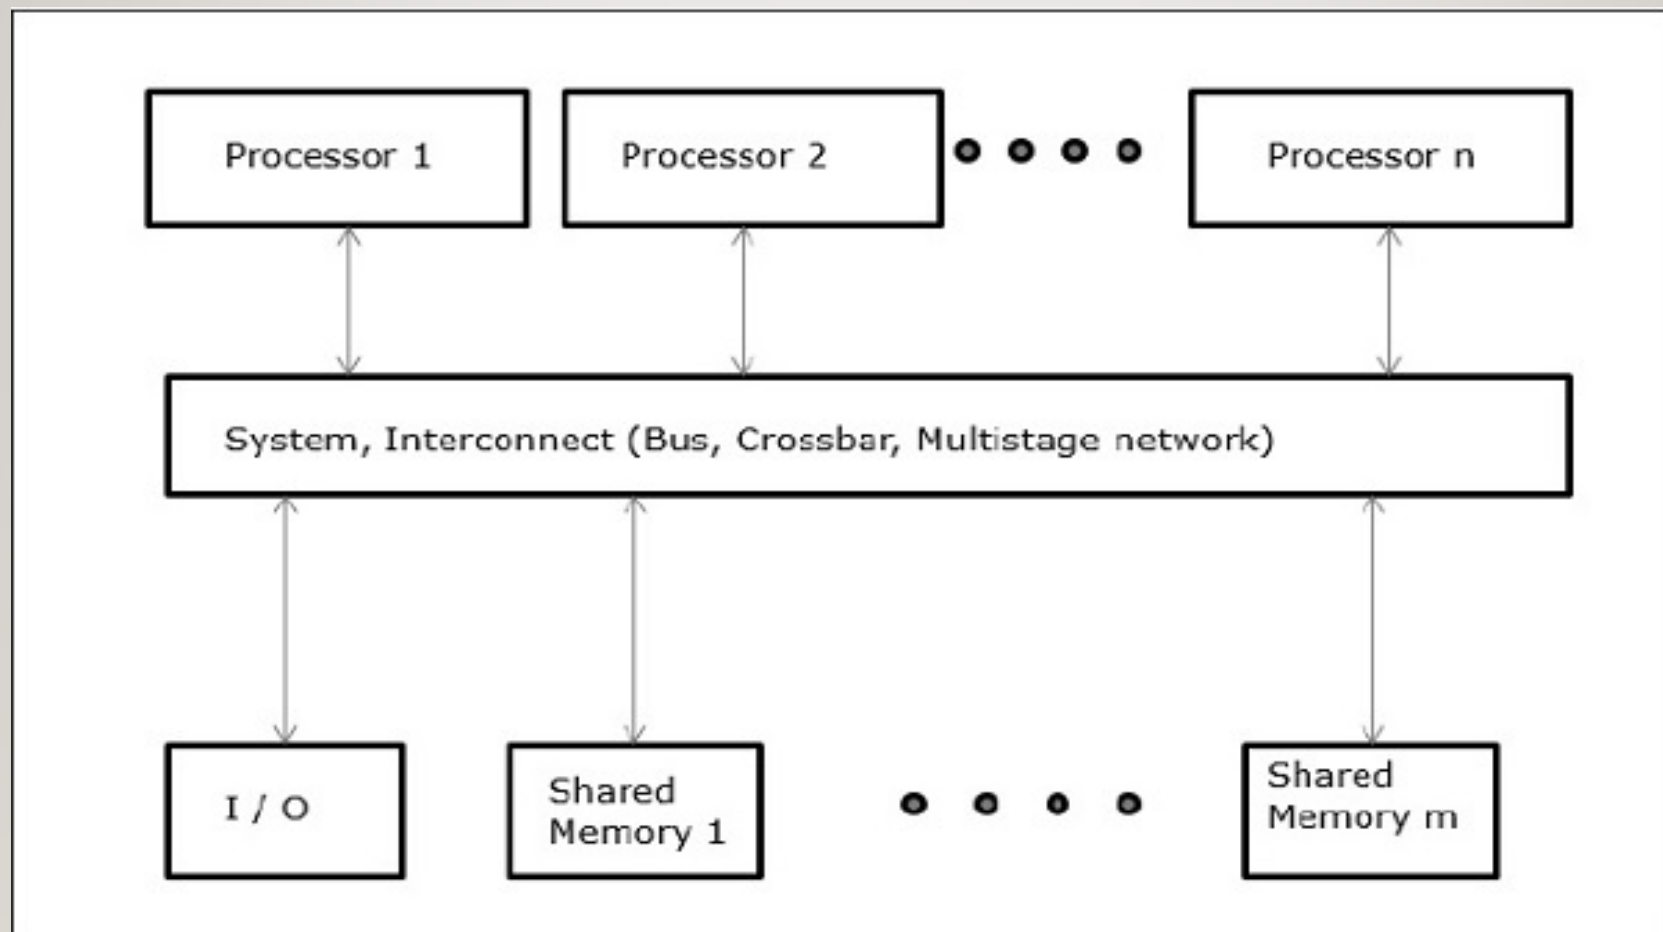 Processor 1
Processor 2
Processor n
System, Interconnect (Bus, Crossbar, Multistage network)
I / O
Shared
Memory 1
Shared
Memory m